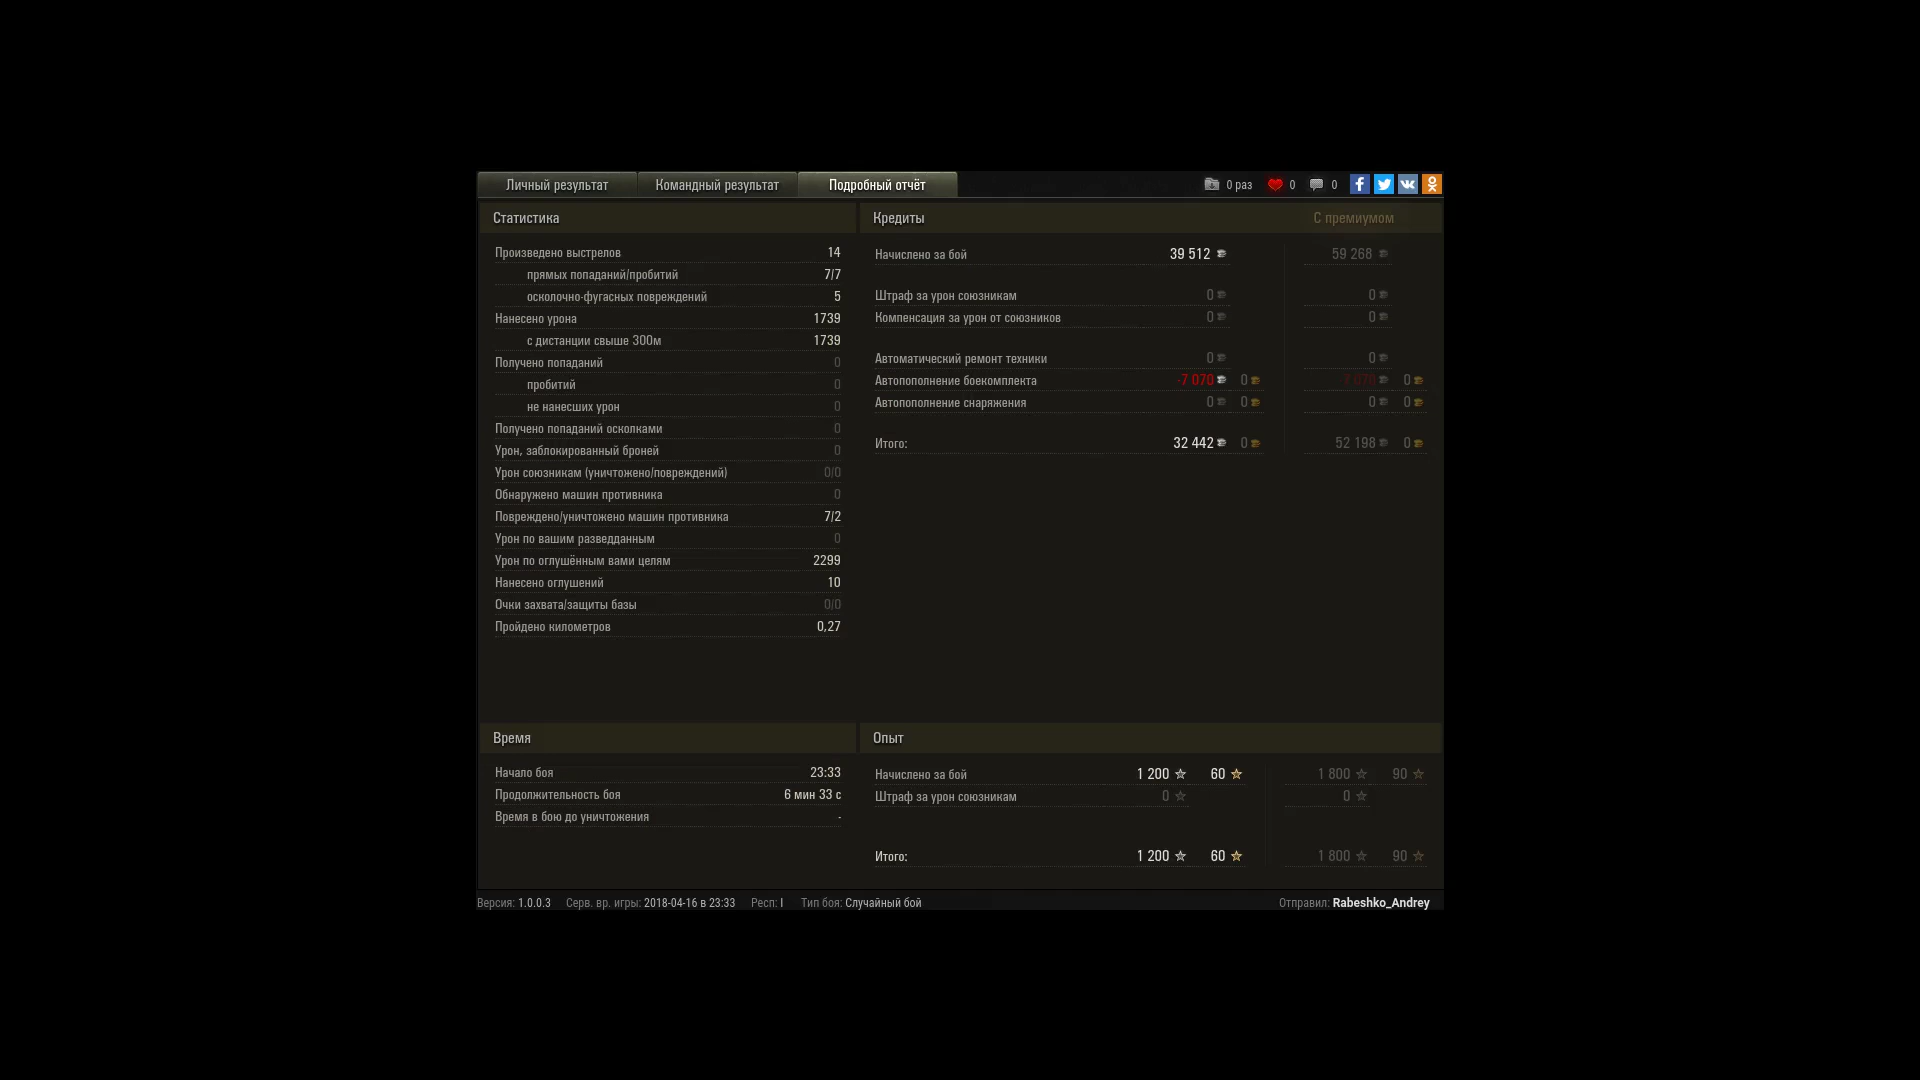 Личный результат Командный результат Подробный отчёт 0 раз 0 0
Статистика
Произведено выстрелов 14
прямых попаданий/пробитий 7/7
осколочно-фугасных повреждений 5
Нанесено урона 1739
с дистанции свыше 300м 1739
Получено попаданий 0
пробитий 0
не нанесших урон 0
Получено попаданий осколками 0
Урон, заблокированный броней 0
Урон союзникам (уничтожено/повреждений) 0/0
Обнаружено машин противника 0
Повреждено/уничтожено машин противника 7/2
Урон по вашим разведданным 0
Урон по оглушённым вами целям 2299
Нанесено оглушений 10
Очки захвата/защиты базы 0/0
Пройдено километров 0,27
Кредиты С премиумом
Начислено за бой 39 512 59 268
Штраф за урон союзникам 0 0
Компенсация за урон от союзников 0 0
Автоматический ремонт техники 0 0
Автопополнение боекомплекта -7 070 0 -7 070 0
Автопополнение снаряжения 0 0 0 0
Итого: 32 442 0 52 198 0
Время
Начало боя 23:33
Продолжительность боя 6 мин 33 с
Время в бою до уничтожения -
Опыт
Начислено за бой 1 200 60 1 800 90
Штраф за урон союзникам 0 0
Итого: 1 200 60 1 800 90
Версия: 1.0.0.3 Серв. вр. игры: 2018-04-16 в 23:33 Респ: I Тип боя: Случайный бой Отправил: Rabeshko_Andrey